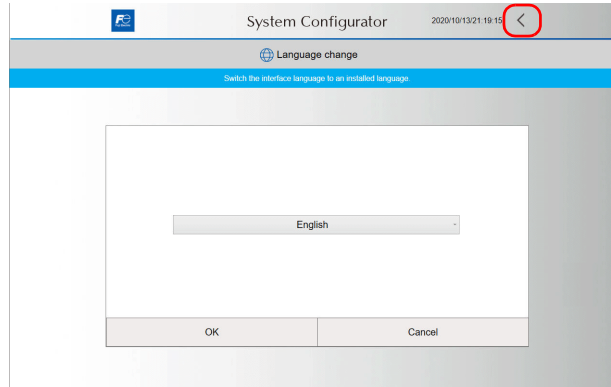 System Configurator
2020/10/13/21:19:15
Language change
Switch the interface language to an installed language.
English
OK
Cancel